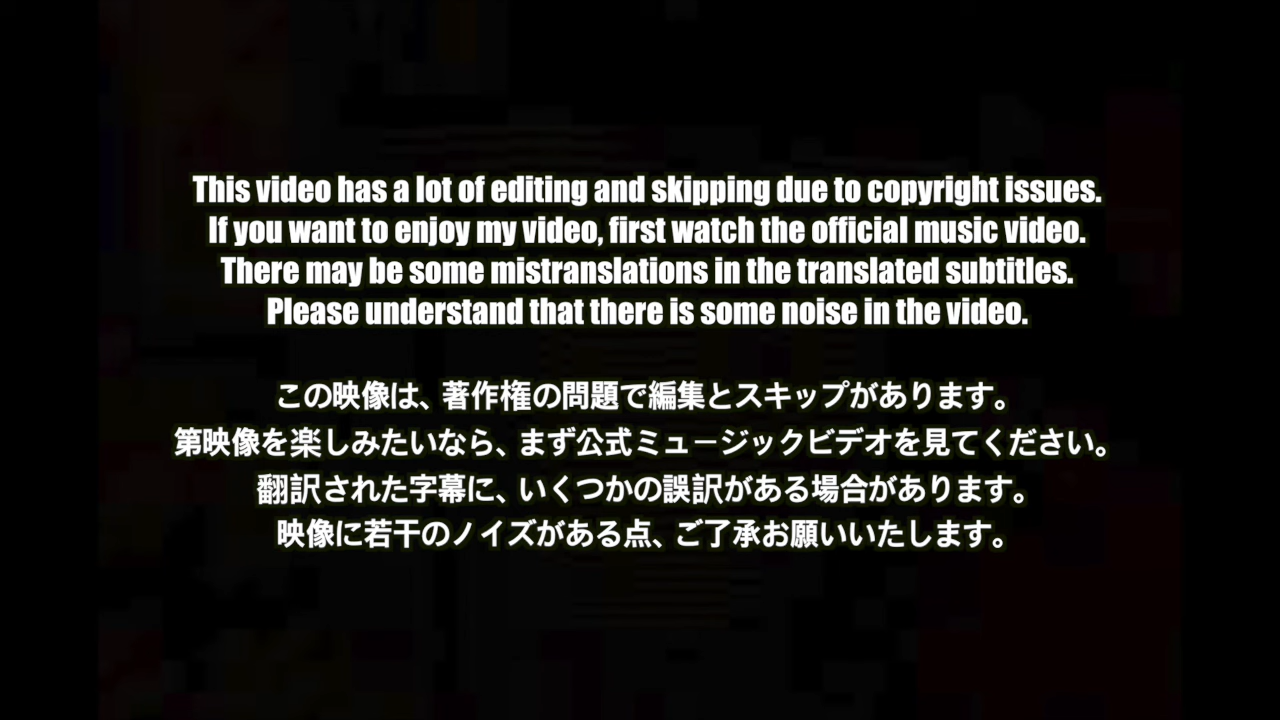 This video has a lot of editing and skipping due to copyright issues.
If you want to enjoy my video, first watch the official music video.
There may be some mistranslations in the translated subtitles.
Please understand that there is some noise in the video.
この映像は、著作権の問題で編集とスキップがあります。
第映像を楽しみたいなら、まず公式ミュージックビデオを見てください。
翻訳された字幕に、いくつかの誤訳がある場合があります。
映像に若干のノイズがある点、ご了承お願いいたします。